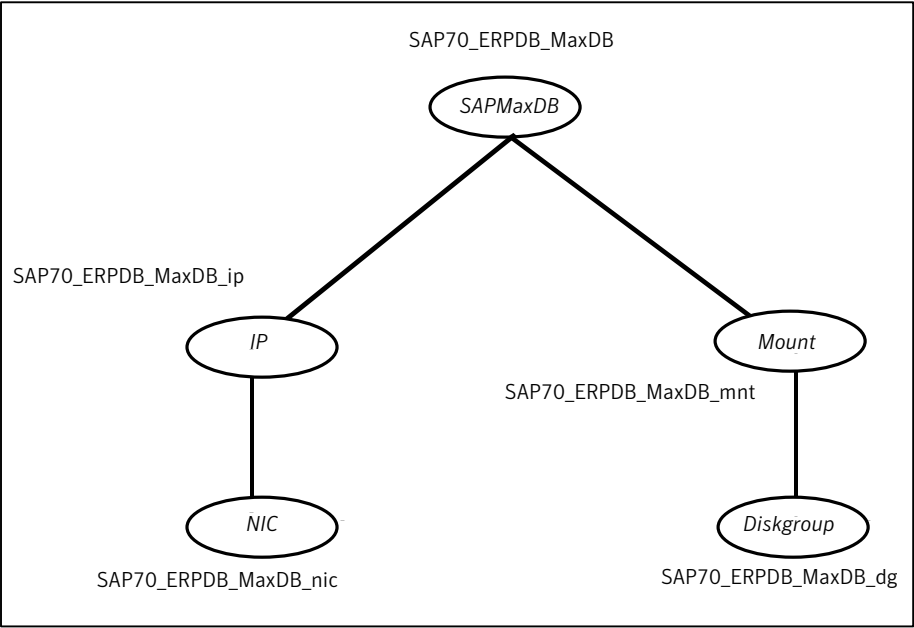 SAP70_ERPDB_MaxDB
SAPMaxDB
SAP70_ERPDB_MaxDB_ip
IP
Mount
SAP70_ERPDB_MaxDB_mnt
NIC
Diskgroup
SAP70_ERPDB_MaxDB_nic
SAP70_ERPDB_MaxDB_dg